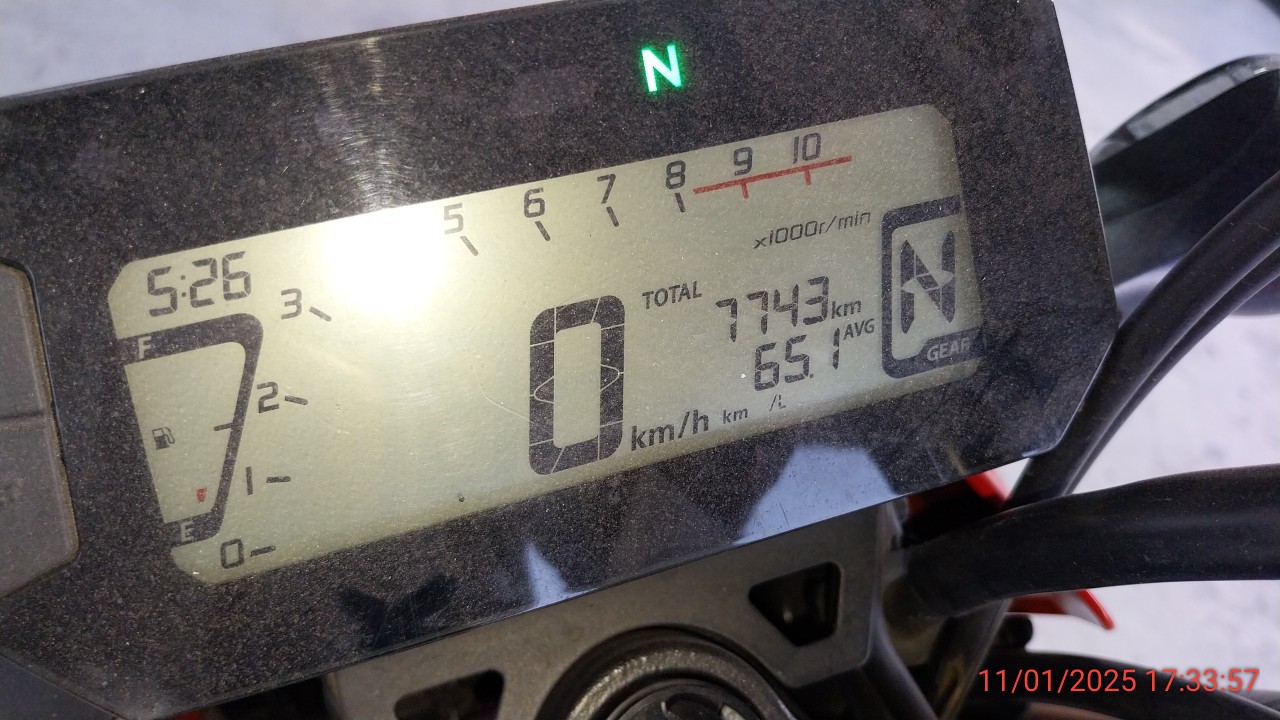 N
5 6 7 8 9 10
x1000r/min
5:26
3
2
1
0
F
E
0 km/h
TOTAL 7743 km
65.1 AVG
km /L
N
GEAR
11/01/2025 17:33:57